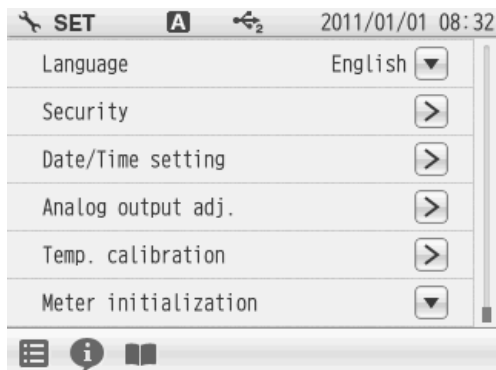 SET A 2 2011/01/01 08:32
Language English
Security
Date/Time setting
Analog output adj.
Temp. calibration
Meter initialization